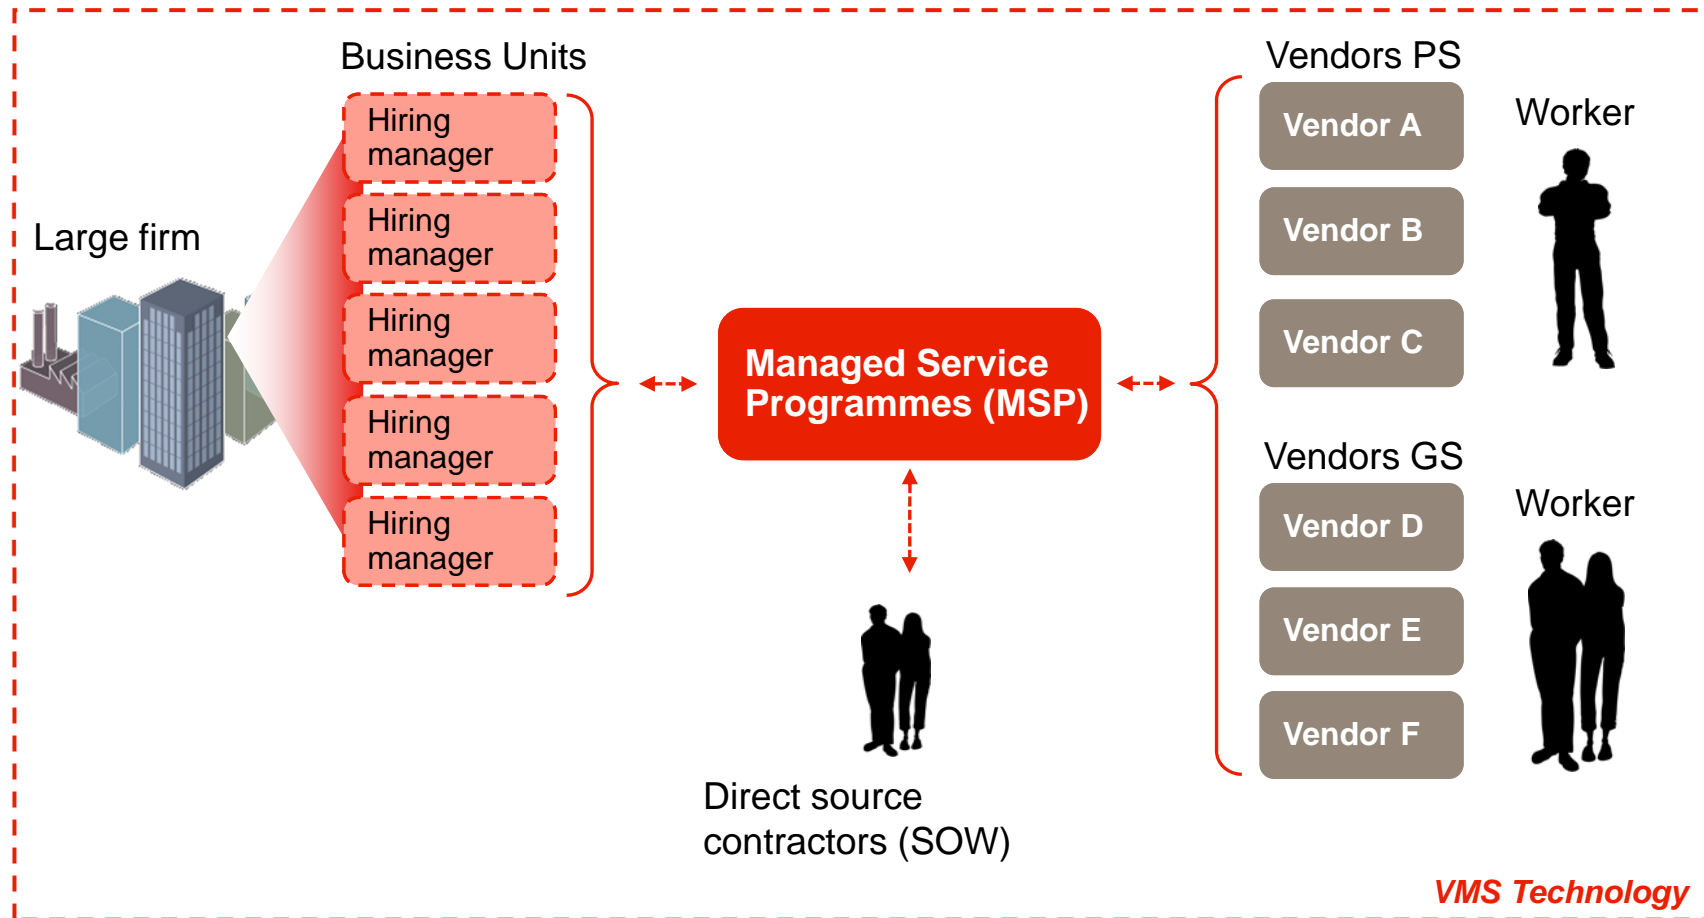 Business Units
Vendors PS
Large firm
Hiring
manager
Hiring
manager
Hiring
manager
Hiring
manager
Hiring
manager
Managed Service
Programmes (MSP)
Direct source
contractors (SOW)
Vendor A
Vendor B
Vendor C
Worker
Vendors GS
Vendor D
Vendor E
Vendor F
Worker
VMS Technology